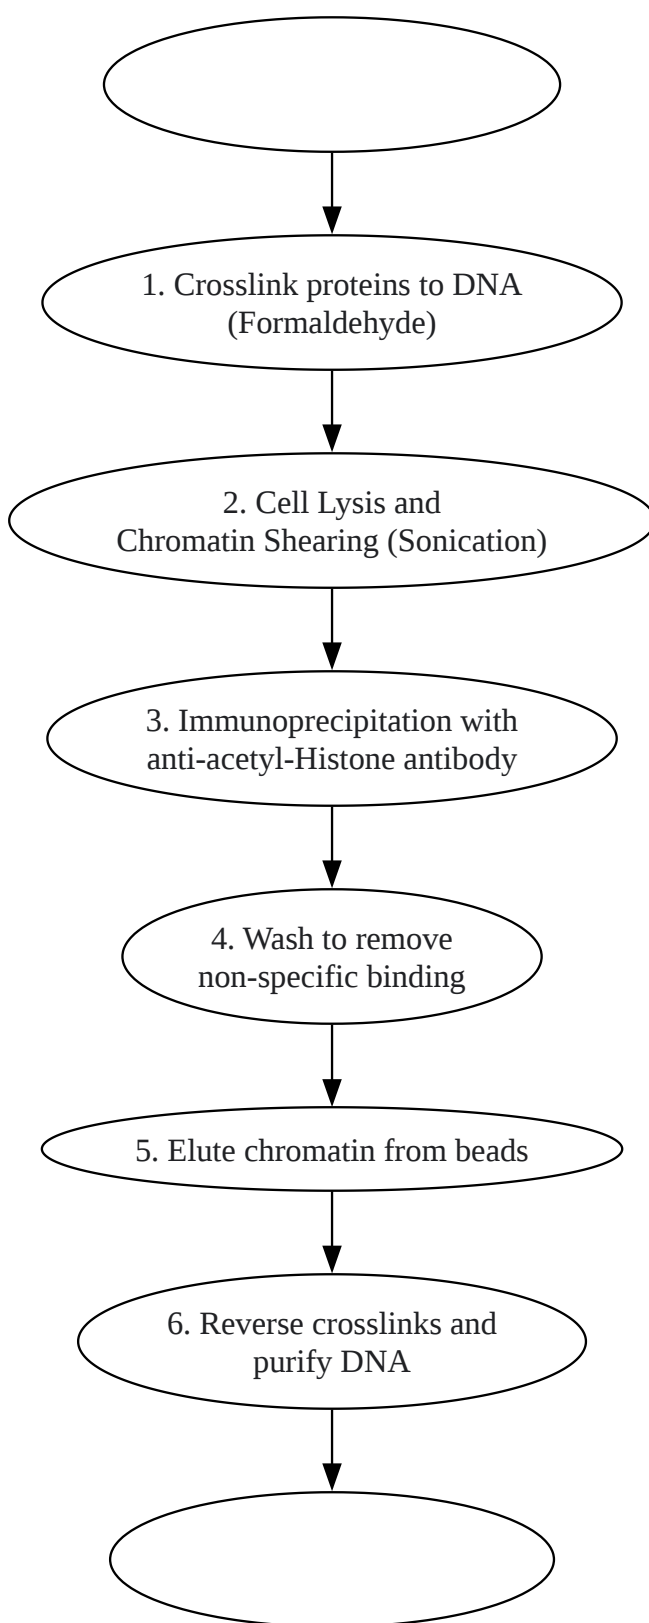 1. Crosslink proteins to DNA
(Formaldehyde)
2. Cell Lysis and
Chromatin Shearing (Sonication)
3. Immunoprecipitation with
anti-acetyl-Histone antibody
4. Wash to remove
non-specific binding
5. Elute chromatin from beads
6. Reverse crosslinks and
purify DNA